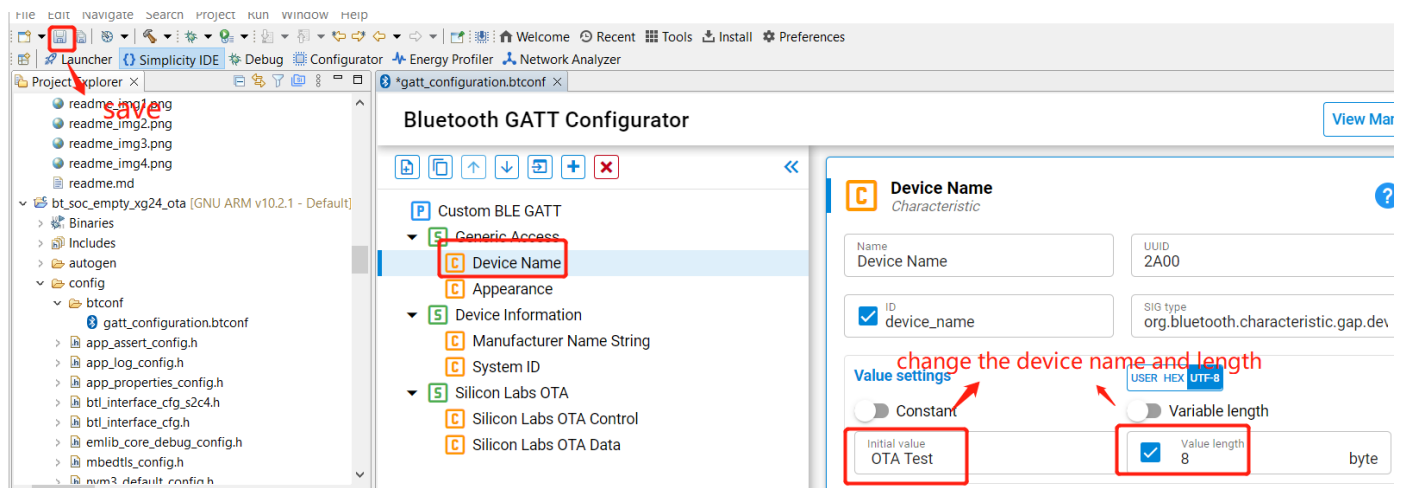 File Edit Navigate Search Project Run Window Help
Welcome Recent Tools Install Preferences
Launcher {} Simplicity IDE Debug Configurator Energy Profiler Network Analyzer
Project Explorer
save
readme_img1.png
readme_img2.png
readme_img3.png
readme_img4.png
readme.md
bt_soc_empty_xg24_ota [GNU ARM v10.2.1 - Default]
Binaries
Includes
autogen
config
btconf
gatt_configuration.btconf
app_assert_config.h
app_log_config.h
app_properties_config.h
btl_interface_cfg_s2c4.h
btl_interface_cfg.h
emlib_core_debug_config.h
mbedtls_config.h
nvm3_default_config.h
*gatt_configuration.btconf
Bluetooth GATT Configurator
View Mar
P Custom BLE GATT
S Generic Access
C Device Name
C Appearance
S Device Information
C Manufacturer Name String
C System ID
S Silicon Labs OTA
C Silicon Labs OTA Control
C Silicon Labs OTA Data
C Device Name
Characteristic
?
Name
Device Name
UUID
2A00
ID
device_name
SIG type
org.bluetooth.characteristic.gap.dev
change the device name and length
Value settings
USER HEX UTF-8
Constant
Variable length
Initial value
OTA Test
Value length
8 byte